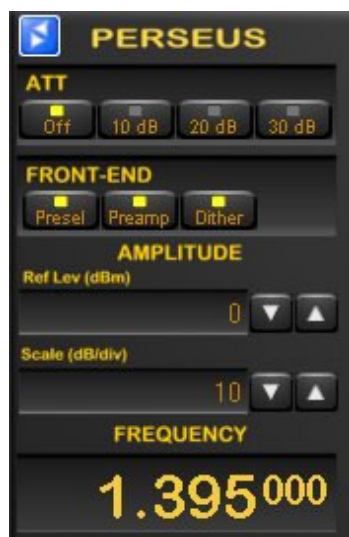 PERSEUS
ATT
Off 10 dB 20 dB 30 dB
FRONT-END
Presel Preamp Dither
AMPLITUDE
Ref Lev (dBm)
0
Scale (dB/div)
10
FREQUENCY
1.395000